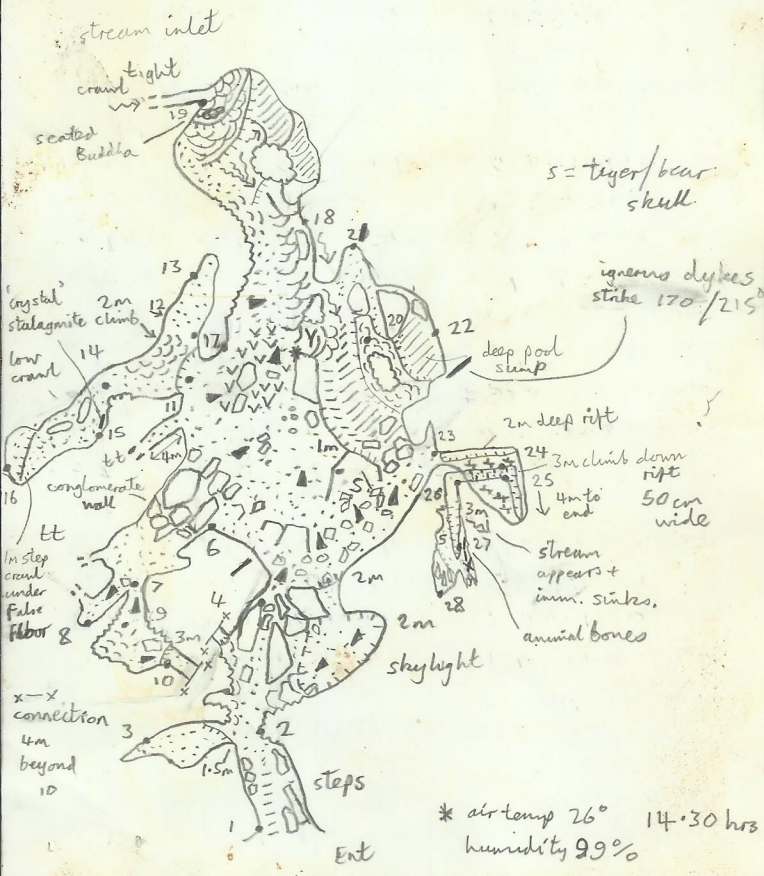 stream inlet
tight
crawl
19
seated
Buddha
s = tiger/bear
skull
18
21
13
igneous dykes
strike 170/215°
'crystal'
stalagmite
2m
climb
12
20
22
17
Y
deep pool
sump
low
crawl
14
11
15
tt
4m
1m
23
2m deep rift
24
3m climb down
rift
50cm
wide
25
26
4m to
end
16
conglomerate
wall
S
tt
6
3m
27
S
stream
appears +
imm. sinks.
1m step
crawl
under
false
floor
7
8
9
4
2m
28
2m
animal bones
3m
10
skylight
x—x
connection
4m
beyond
10
3
2
1.5m
steps
1
Ent
* air temp 26° 14.30 hrs
humidity 99%